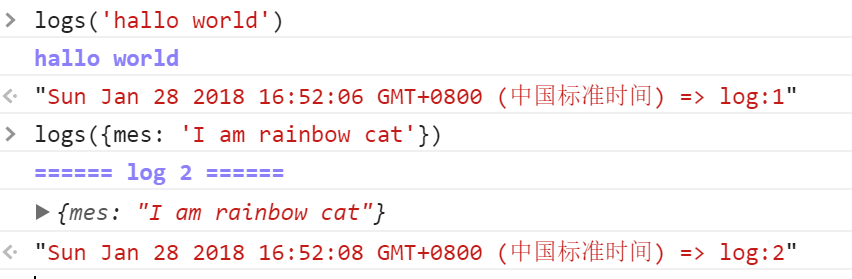 logs('hallo world')
hallo world
"Sun Jan 28 2018 16:52:06 GMT+0800 (中国标准时间) => log:1"
logs({mes: 'I am rainbow cat'})
====== log 2 ======
{mes: "I am rainbow cat"}
"Sun Jan 28 2018 16:52:08 GMT+0800 (中国标准时间) => log:2"